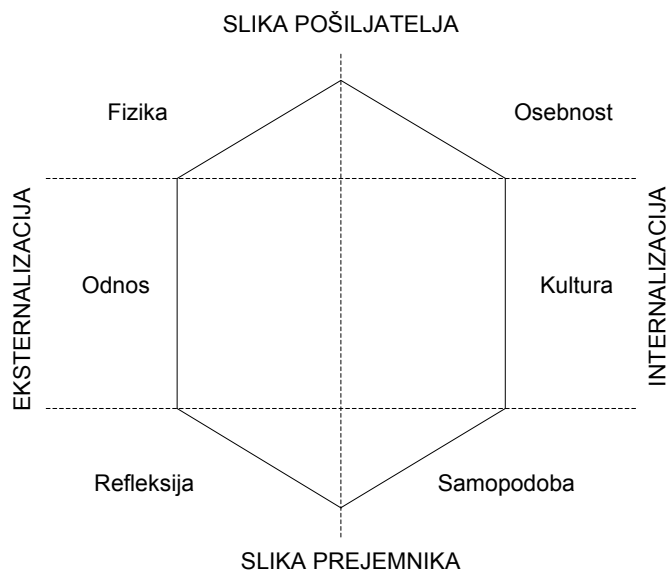 SLIKA POŠILJATELJA
Fizika
Osebnost
EKSTERNALIZACIJA
Odnos
Kultura
INTERNALIZACIJA
Refleksija
Samopodoba
SLIKA PREJEMNIKA